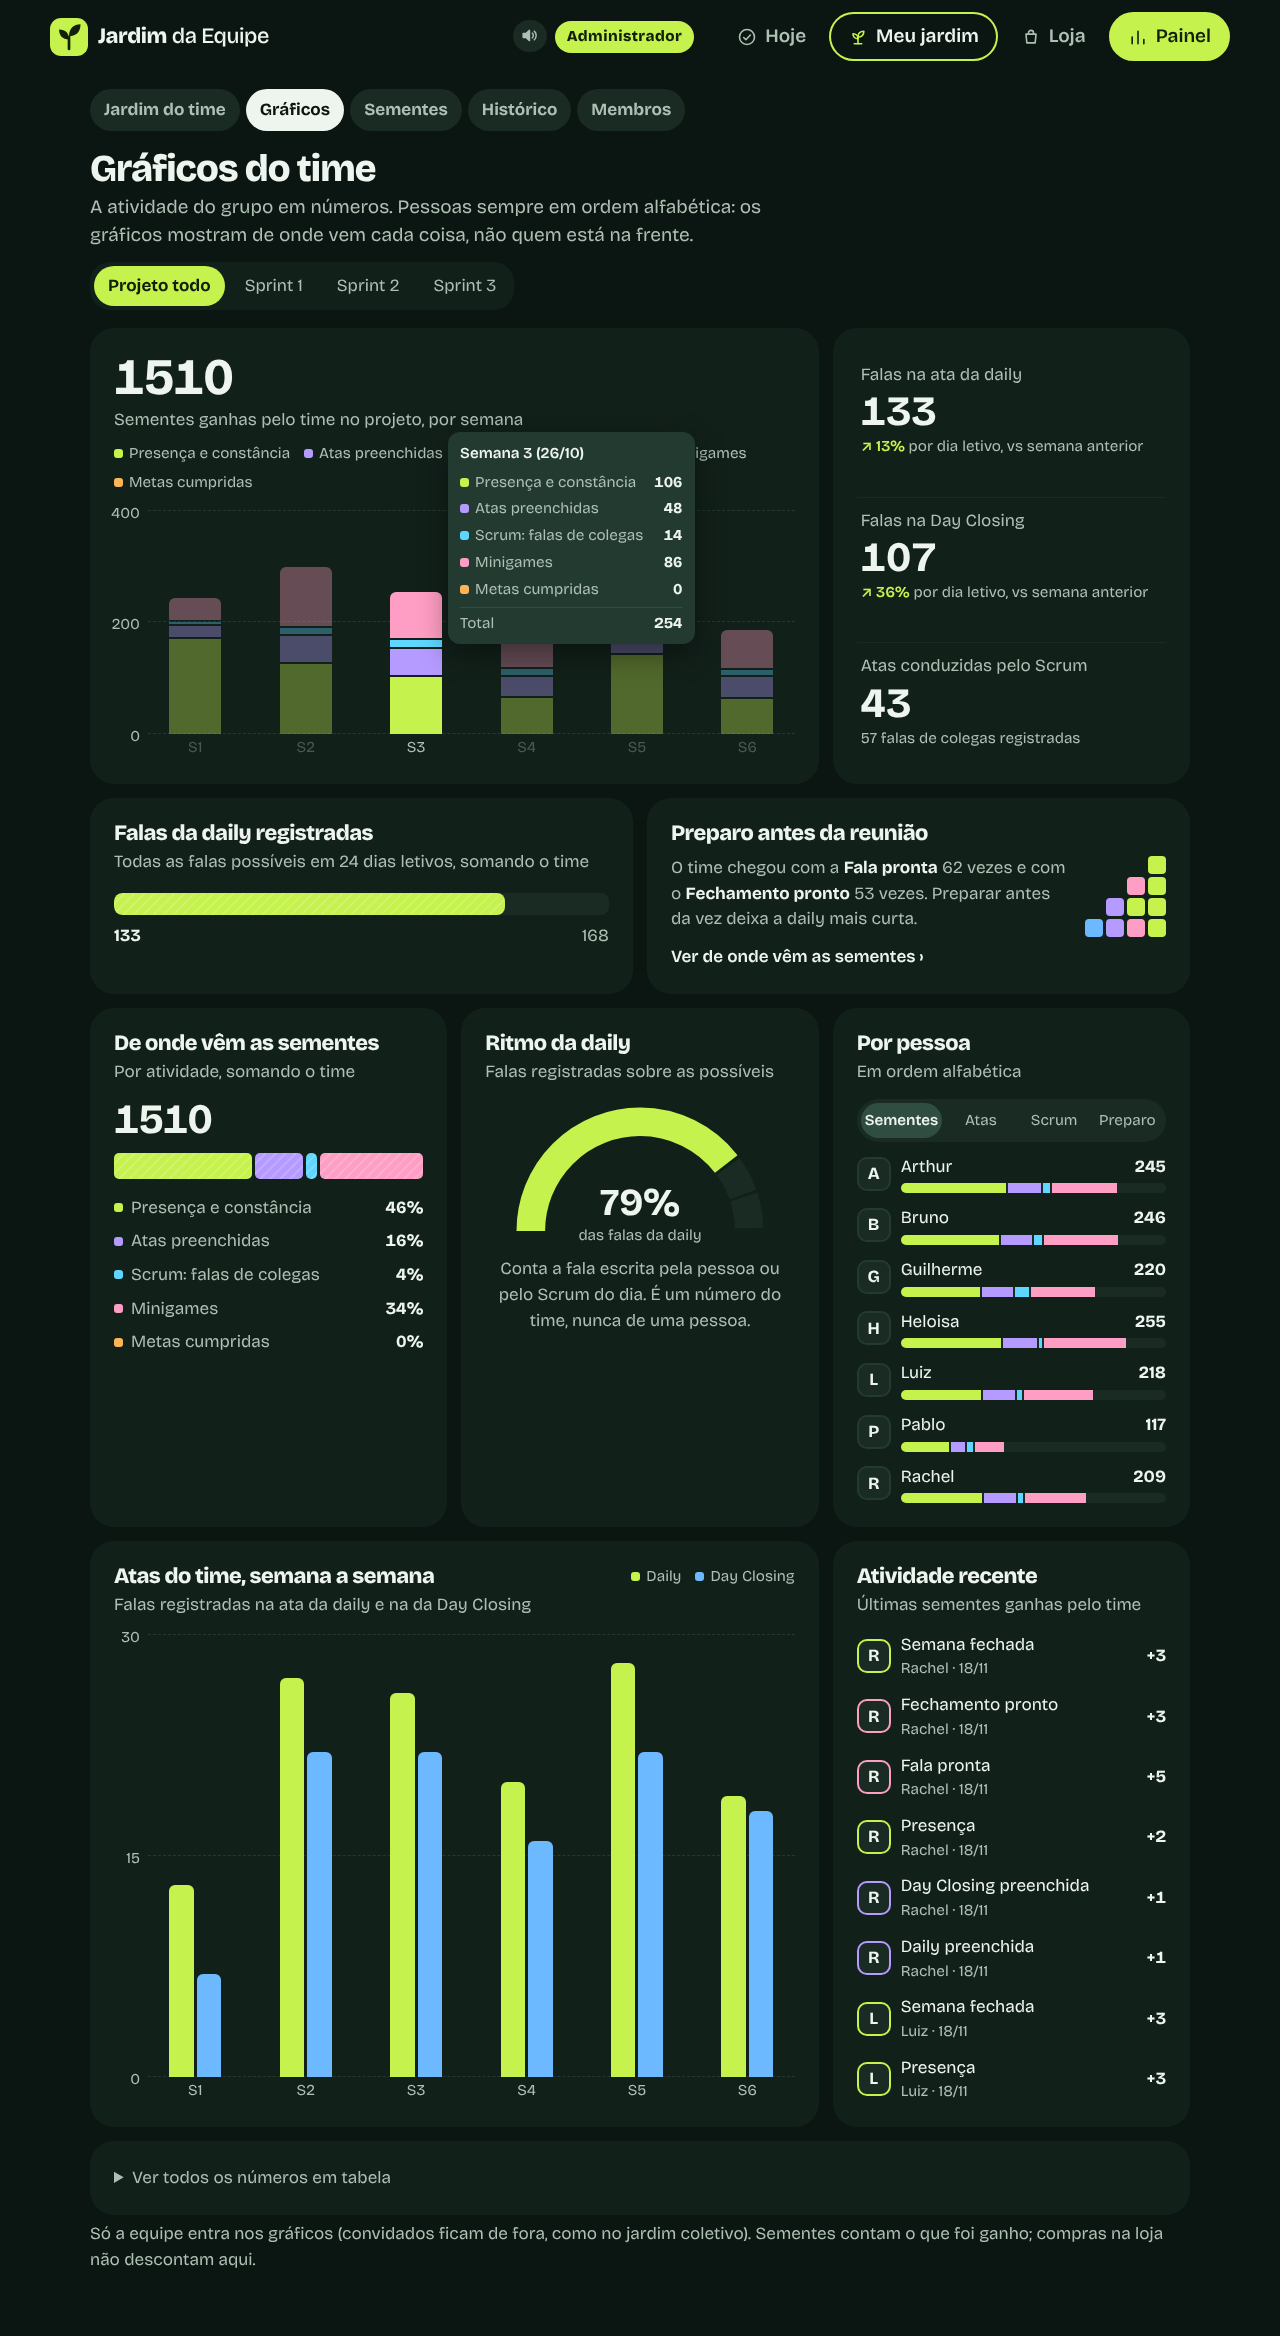 Jardim da Equipe
Administrador
Hoje
Meu jardim
Loja
Painel
Jardim do time
Gráficos
Sementes
Histórico
Membros
Gráficos do time
A atividade do grupo em números. Pessoas sempre em ordem alfabética: os
gráficos mostram de onde vem cada coisa, não quem está na frente.
Projeto todo
Sprint 1
Sprint 2
Sprint 3
1510
Sementes ganhas pelo time no projeto, por semana
Presença e constância
Atas preenchidas
igames
Metas cumpridas
Semana 3 (26/10)
Presença e constância 106
Atas preenchidas 48
Scrum: falas de colegas 14
Minigames 86
Metas cumpridas 0
Total 254
400
200
0
S1 S2 S3 S4 S5 S6
Falas na ata da daily
133
↗ 13% por dia letivo, vs semana anterior
Falas na Day Closing
107
↗ 36% por dia letivo, vs semana anterior
Atas conduzidas pelo Scrum
43
57 falas de colegas registradas
Falas da daily registradas
Todas as falas possíveis em 24 dias letivos, somando o time
133 168
Preparo antes da reunião
O time chegou com a Fala pronta 62 vezes e com
o Fechamento pronto 53 vezes. Preparar antes
da vez deixa a daily mais curta.
Ver de onde vêm as sementes ›
De onde vêm as sementes
Por atividade, somando o time
1510
Presença e constância 46%
Atas preenchidas 16%
Scrum: falas de colegas 4%
Minigames 34%
Metas cumpridas 0%
Ritmo da daily
Falas registradas sobre as possíveis
79%
das falas da daily
Conta a fala escrita pela pessoa ou
pelo Scrum do dia. É um número do
time, nunca de uma pessoa.
Por pessoa
Em ordem alfabética
Sementes Atas Scrum Preparo
A Arthur 245
B Bruno 246
G Guilherme 220
H Heloisa 255
L Luiz 218
P Pablo 117
R Rachel 209
Atas do time, semana a semana
Daily Day Closing
Falas registradas na ata da daily e na da Day Closing
30
15
0
S1 S2 S3 S4 S5 S6
Atividade recente
Últimas sementes ganhas pelo time
R Semana fechada +3
Rachel · 18/11
R Fechamento pronto +3
Rachel · 18/11
R Fala pronta +5
Rachel · 18/11
R Presença +2
Rachel · 18/11
R Day Closing preenchida +1
Rachel · 18/11
R Daily preenchida +1
Rachel · 18/11
L Semana fechada +3
Luiz · 18/11
L Presença +3
Luiz · 18/11
Ver todos os números em tabela
Só a equipe entra nos gráficos (convidados ficam de fora, como no jardim coletivo). Sementes contam o que foi ganho; compras na loja
não descontam aqui.